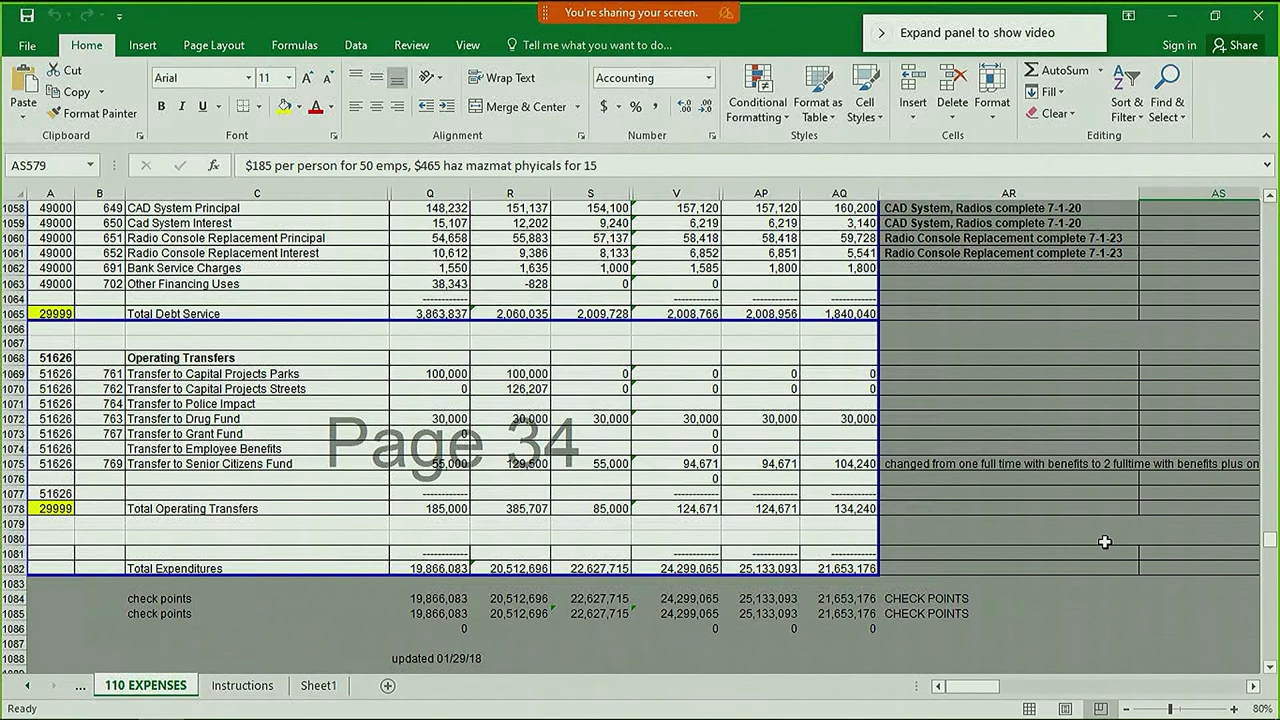 You're sharing your screen.
Expand panel to show video
File Home Insert Page Layout Formulas Data Review View Tell me what you want to do... Sign in Share
Cut Arial 11 Wrap Text Accounting AutoSum
Copy Fill
Paste Format Painter B I U Merge & Center $ % , Conditional Formatting Format as Table Cell Styles Insert Delete Format Clear Sort & Filter Find & Select
Clipboard Font Alignment Number Styles Cells Editing
AS579 fx $185 per person for 50 emps, $465 haz mazmat phyicals for 15
A B C Q R S V AP AQ AR AS
1058 49000 649 CAD System Principal 148,232 151,137 154,100 157,120 157,120 160,200 CAD System, Radios complete 7-1-20
1059 49000 650 Cad System Interest 15,107 12,202 9,240 6,219 6,219 3,140 CAD System, Radios complete 7-1-20
1060 49000 651 Radio Console Replacement Principal 54,658 55,883 57,137 58,418 58,418 59,728 Radio Console Replacement complete 7-1-23
1061 49000 652 Radio Console Replacement Interest 10,612 9,386 8,133 6,852 6,851 5,541 Radio Console Replacement complete 7-1-23
1062 49000 691 Bank Service Charges 1,550 1,635 1,000 1,585 1,800 1,800
1063 49000 702 Other Financing Uses 38,343 -828 0 0
1064 ----------- ----------- ----------- -----------
1065 29999 Total Debt Service 3,863,837 2,060,035 2,009,728 2,008,766 2,008,956 1,840,040
1066
1067
1068 51626 Operating Transfers
1069 51626 761 Transfer to Capital Projects Parks 100,000 100,000 0 0 0 0
1070 51626 762 Transfer to Capital Projects Streets 0 126,207 0 0 0 0
1071 51626 764 Transfer to Police Impact
1072 51626 763 Transfer to Drug Fund 30,000 30,000 30,000 30,000 30,000 30,000
1073 51626 767 Transfer to Grant Fund 0 0
Page 34
1074 51626 Transfer to Employee Benefits 0
1075 51626 769 Transfer to Senior Citizens Fund 55,000 129,500 55,000 94,671 94,671 104,240 changed from one full time with benefits to 2 fulltime with benefits plus on
1076 0
1077 51626 ----------- ----------- ----------- -----------
1078 29999 Total Operating Transfers 185,000 385,707 85,000 124,671 124,671 134,240
1079
1080
1081 ----------- ----------- ----------- -----------
1082 Total Expenditures 19,866,083 20,512,696 22,627,715 24,299,065 25,133,093 21,653,176
1083
1084 check points 19,866,083 20,512,696 22,627,715 24,299,065 25,133,093 21,653,176 CHECK POINTS
1085 check points 19,866,083 20,512,696 22,627,715 24,299,065 25,133,093 21,653,176 CHECK POINTS
1086 0 0 0 0
1087
1088 updated 01/29/18
... 110 EXPENSES Instructions Sheet1
Ready 80%